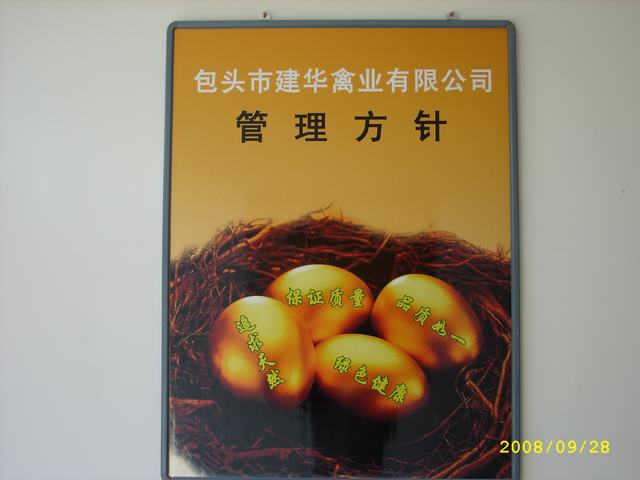 包头市建华禽业有限公司
管理方针
保证质量
品质如一
追求天然
绿色健康
2008/09/28